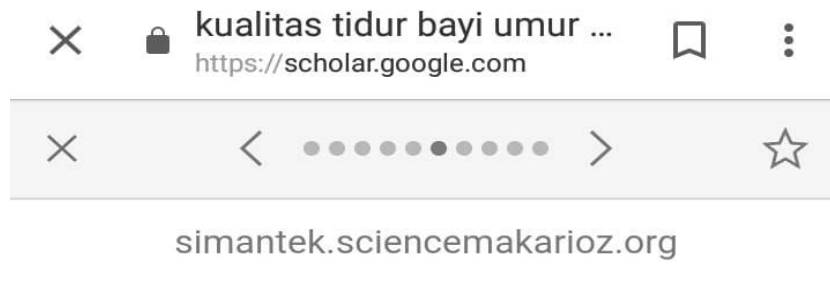 kualitas tidur bayi umur ...
https://scholar.google.com
simantek.sciencemakarioz.org